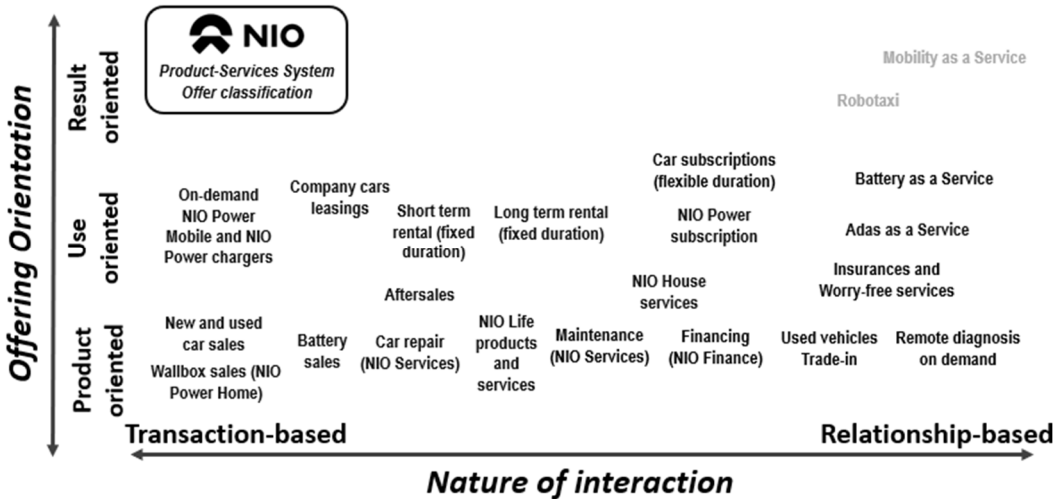 NIO
Product-Services System
Offer classification
Offering Orientation
Result
oriented
Mobility as a Service
Robotaxi
Use
oriented
On-demand
NIO Power
Mobile and NIO
Power chargers
Company cars
leasings
Short term
rental (fixed
duration)
Long term rental
(fixed duration)
Car subscriptions
(flexible duration)
NIO Power
subscription
Battery as a Service
Adas as a Service
Aftersales
NIO House
services
Insurances and
Worry-free services
Product
oriented
New and used
car sales
Wallbox sales (NIO
Power Home)
Battery
sales
Car repair
(NIO Services)
NIO Life
products
and
services
Maintenance
(NIO Services)
Financing
(NIO Finance)
Used vehicles
Trade-in
Remote diagnosis
on demand
Transaction-based
Relationship-based
Nature of interaction